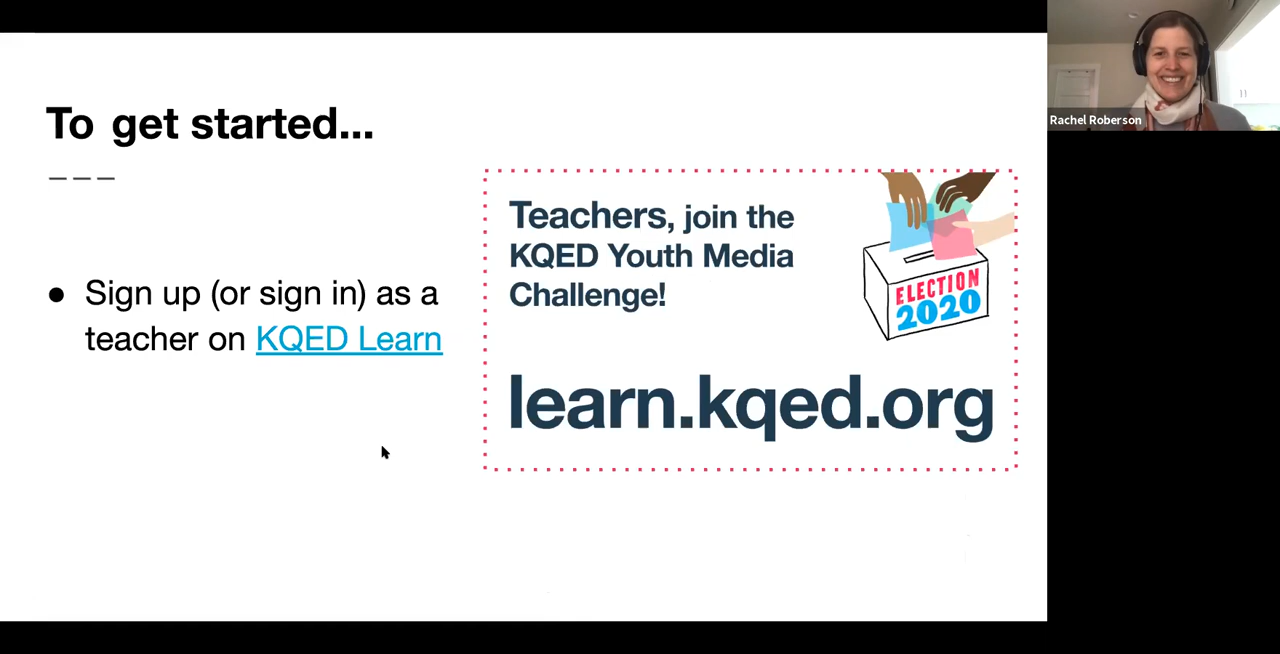 To get started...
Sign up (or sign in) as a
teacher on KQED Learn
Teachers, join the
KQED Youth Media
Challenge!
ELECTION
2020
learn.kqed.org
Rachel Roberson